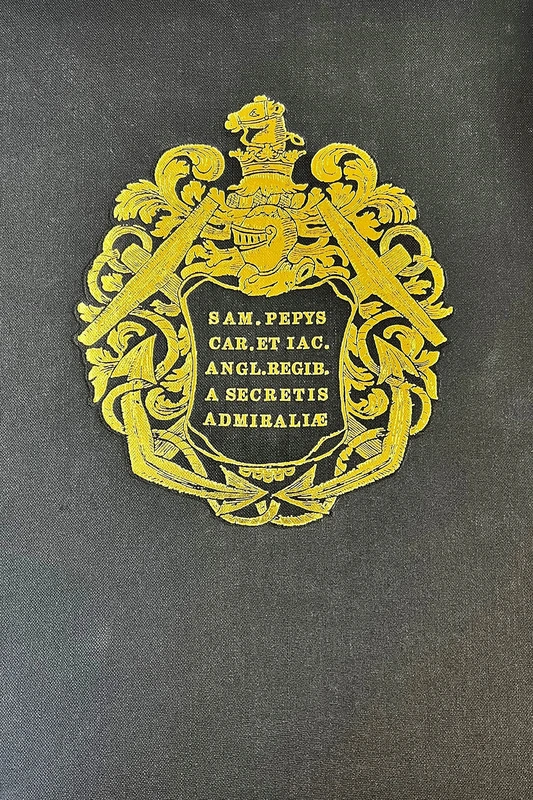 SAM. PEPYS
CAR. ET IAC.
ANGL. REGIB.
A SECRETIS
ADMIRALIÆ